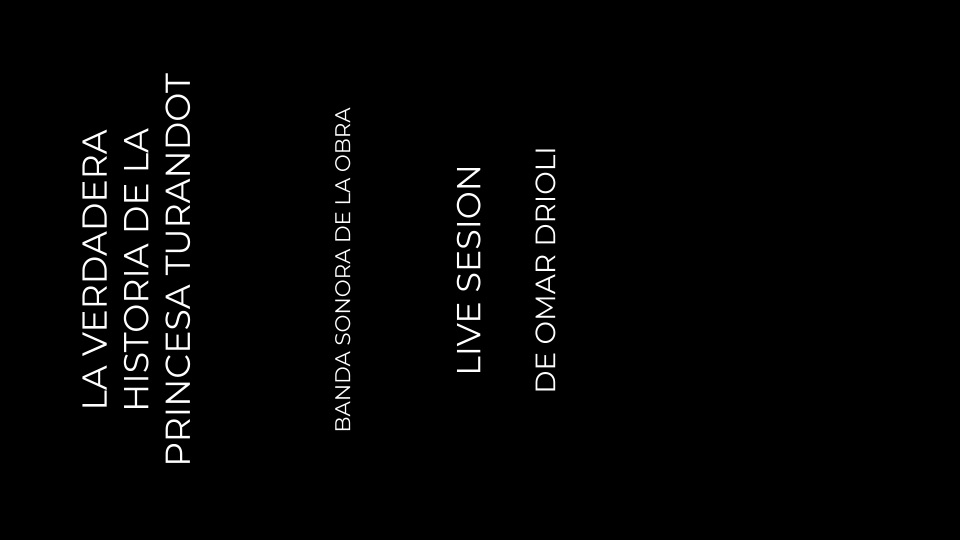 LA VERDADERA
HISTORIA DE LA
PRINCESA TURANDOT
BANDA SONORA DE LA OBRA
LIVE SESION
DE OMAR DRIOLI